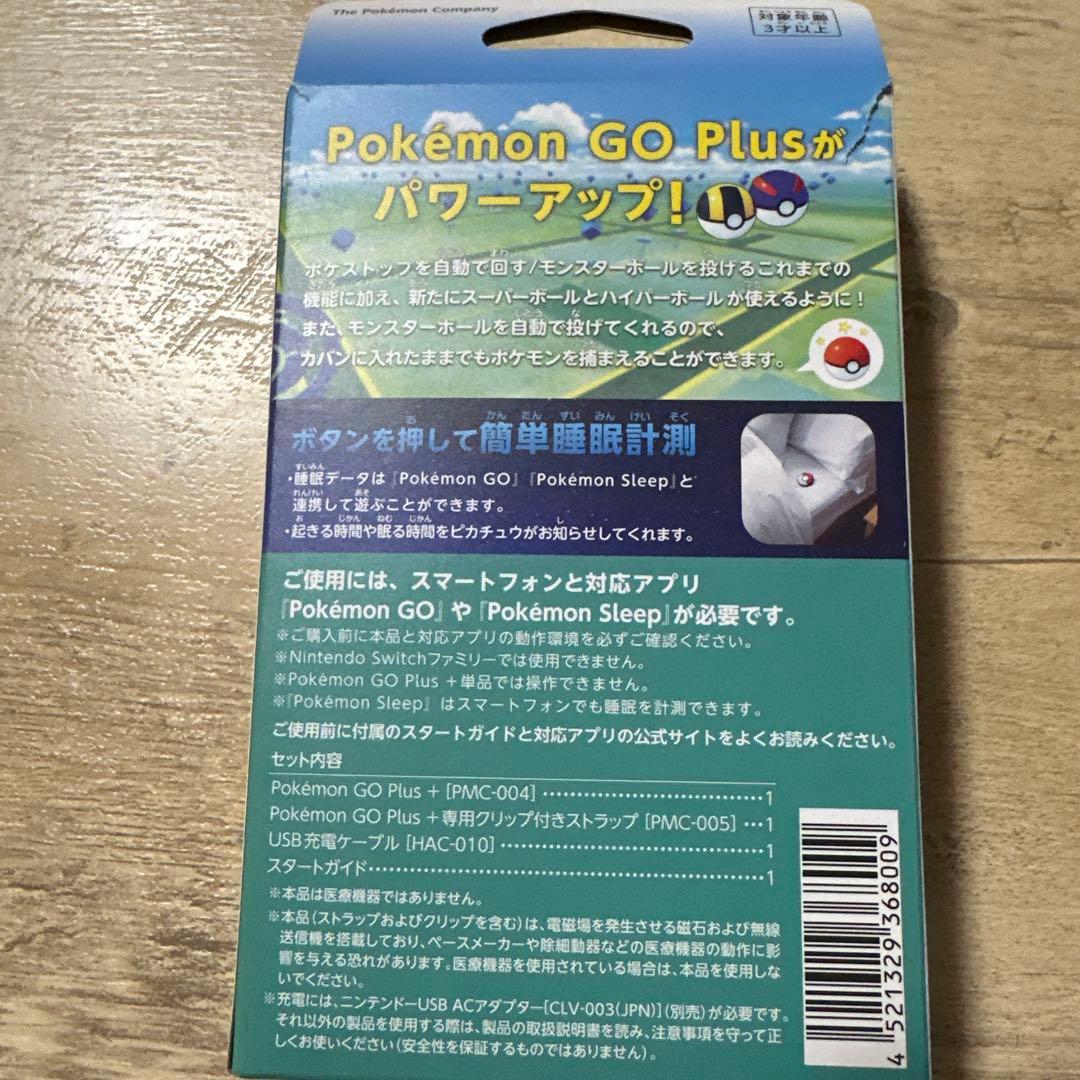 The Pokémon Company
対象年齢
3才以上
Pokémon GO Plusが
パワーアップ!
ポケストップを自動で回す/モンスターボールを投げるこれまでの
機能に加え、新たにスーパーボールとハイパーボールが使えるように!
また、モンスターボールを自動で投げてくれるので、
カバンに入れたままでもポケモンを捕まえることができます。
ボタンを押して簡単睡眠計測
・睡眠データは『Pokémon GO』『Pokémon Sleep』と
連携して遊ぶことができます。
・起きる時間や眠る時間をピカチュウがお知らせしてくれます。
ご使用には、スマートフォンと対応アプリ
『Pokémon GO』や『Pokémon Sleep』が必要です。
※ご購入前に本品と対応アプリの動作環境を必ずご確認ください。
※Nintendo Switchファミリーでは使用できません。
※Pokémon GO Plus +単品では操作できません。
※『Pokémon Sleep』はスマートフォンでも睡眠を計測できます。
ご使用前に付属のスタートガイドと対応アプリの公式サイトをよくお読みください。
セット内容
Pokémon GO Plus + [PMC-004] ……………………………1
Pokémon GO Plus +専用クリップ付きストラップ [PMC-005] …1
USB充電ケーブル [HAC-010] ……………………………1
スタートガイド……………………………………………1
※本品は医療機器ではありません。
※本品(ストラップおよびクリップを含む)は、電磁場を発生させる磁石および無線
送信機を搭載しており、ペースメーカーや除細動器などの医療機器の動作に影
響を与える恐れがあります。医療機器を使用されている場合は、本品を使用しな
いでください。
※充電には、ニンテンドーUSB ACアダプター[CLV-003(JPN)](別売)が必要です。
それ以外の製品を使用する際は、製品の取扱説明書を読み、注意事項を守って正
しくお使いください(安全性を保証するものではありません)。
4 521329 368009